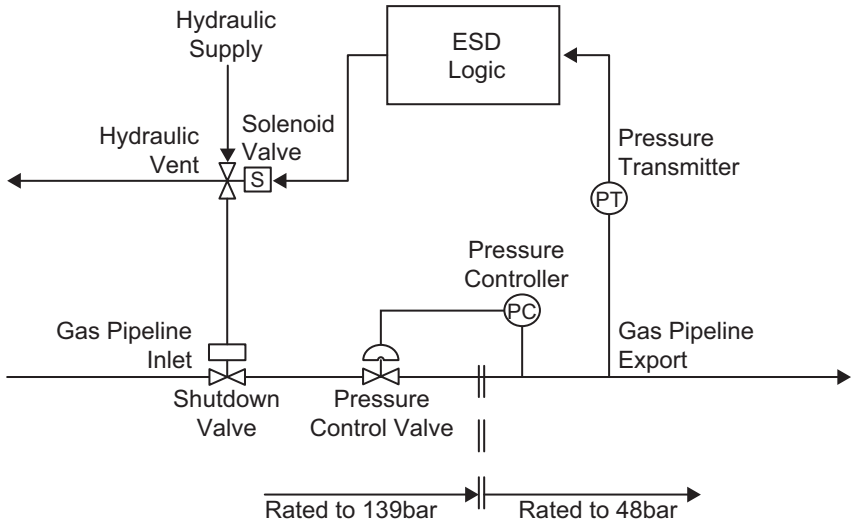 Hydraulic
Supply
ESD
Logic
Hydraulic
Vent
Solenoid
Valve
S
Pressure
Transmitter
PT
Pressure
Controller
PC
Gas Pipeline
Inlet
Gas Pipeline
Export
Shutdown
Valve
Pressure
Control Valve
Rated to 139bar
Rated to 48bar